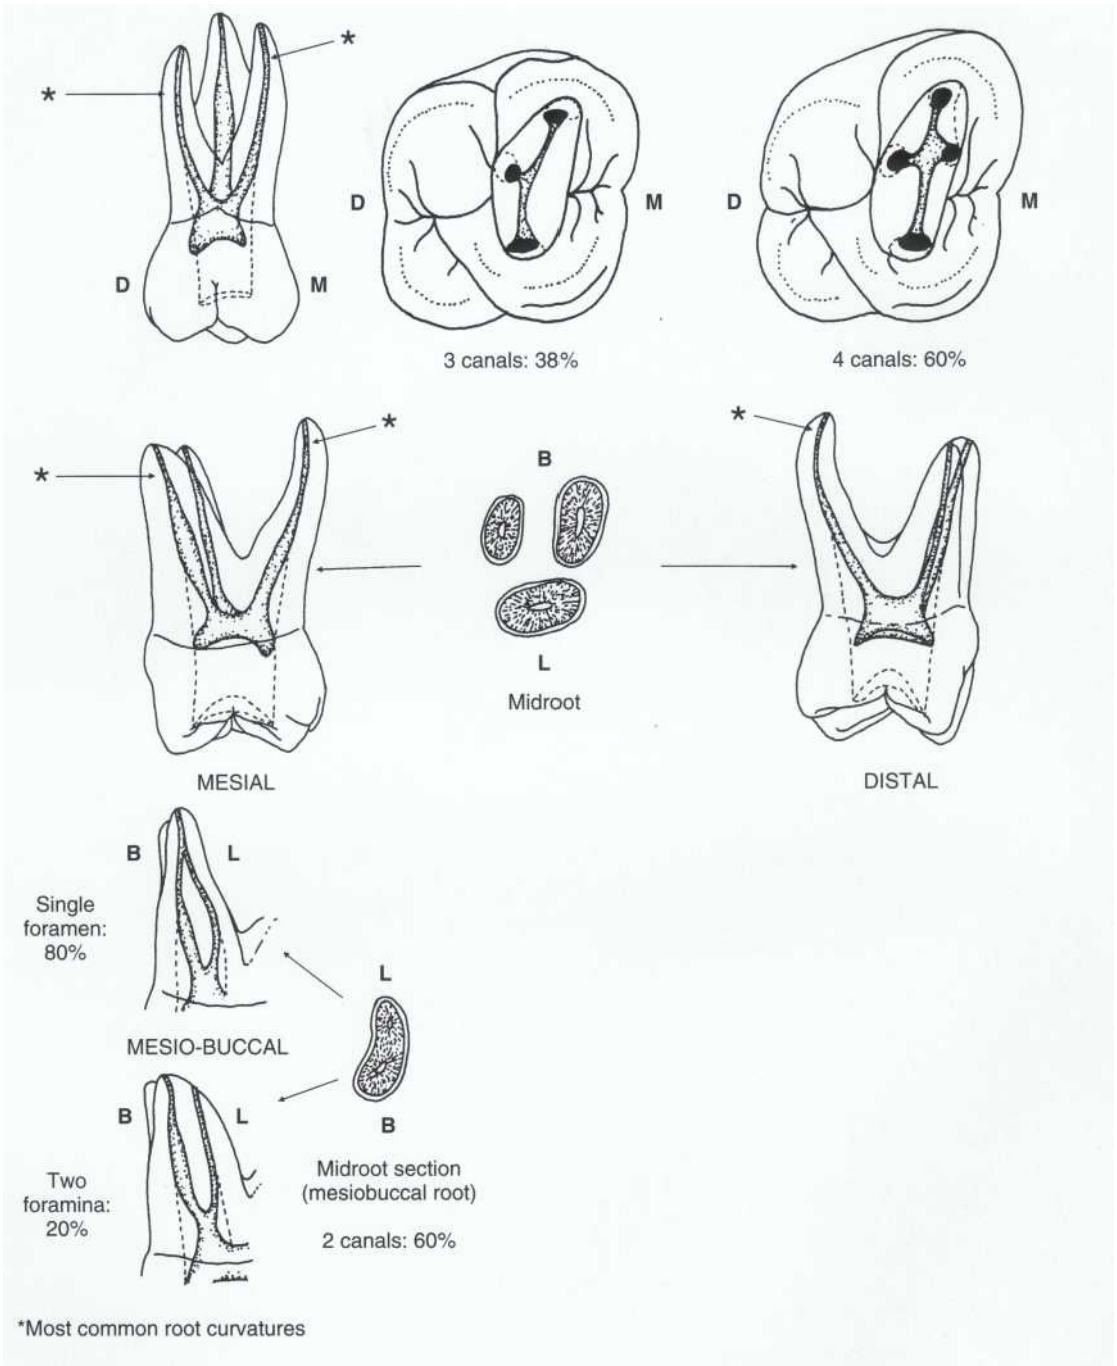 *
*
D
M
D
M
D
M
3 canals: 38%
4 canals: 60%
*
*
*
B
L
Midroot
MESIAL
DISTAL
B
L
Single
foramen:
80%
L
MESIO-BUCCAL
B
B
L
Two
foramina:
20%
Midroot section
(mesiobuccal root)
2 canals: 60%
*Most common root curvatures